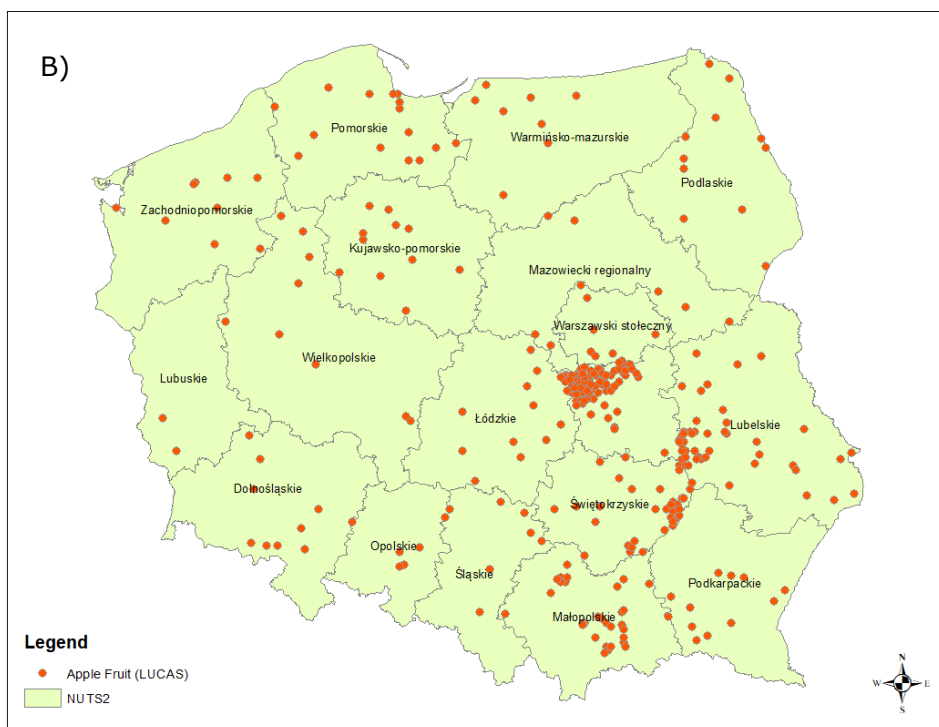 B)
Pomorskie
Warmińsko-mazurskie
Podlaskie
Zachodniopomorskie
Kujawsko-pomorskie
Mazowiecki regionalny
Warszawski stołeczny
Wielkopolskie
Lubuskie
Łódzkie
Lubelskie
Dolnośląskie
Świętokrzyskie
Opolskie
Śląskie
Podkarpackie
Małopolskie
Legend
Apple Fruit (LUCAS)
NUTS2
N
W E
S